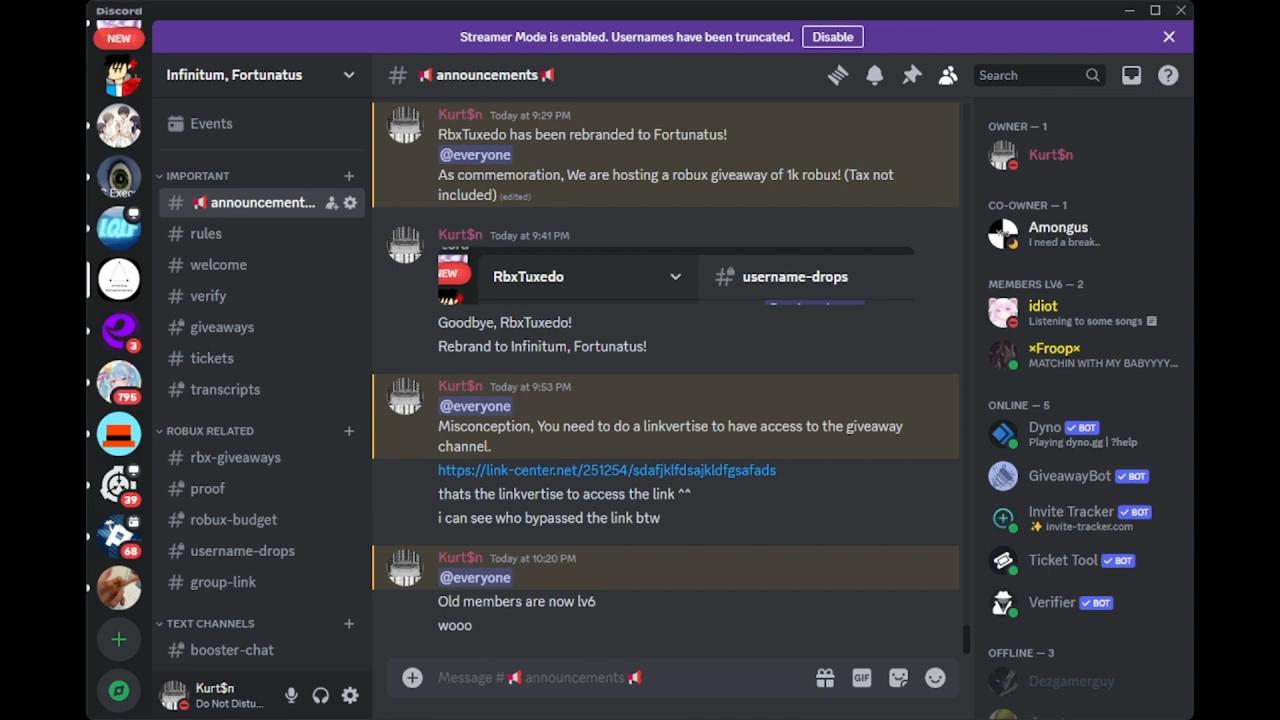 Discord
Streamer Mode is enabled. Usernames have been truncated.
Disable
NEW
3
795
39
68
Infinitum, Fortunatus
Events
IMPORTANT
announcement...
rules
welcome
verify
giveaways
tickets
transcripts
ROBUX RELATED
rbx-giveaways
proof
robux-budget
username-drops
group-link
TEXT CHANNELS
booster-chat
Kurt$n
Do Not Distu...
announcements
Search
Kurt$n Today at 9:29 PM
RbxTuxedo has been rebranded to Fortunatus!
@everyone
As commemoration, We are hosting a robux giveaway of 1k robux! (Tax not
included) (edited)
Kurt$n Today at 9:41 PM
RbxTuxedo
username-drops
Goodbye, RbxTuxedo!
Rebrand to Infinitum, Fortunatus!
Kurt$n Today at 9:53 PM
@everyone
Misconception, You need to do a linkvertise to have access to the giveaway
channel.
https://link-center.net/251254/sdafjklfdsajkldfgsafads
thats the linkvertise to access the link ^^
i can see who bypassed the link btw
Kurt$n Today at 10:20 PM
@everyone
Old members are now lv6
wooo
Message # announcements
GIF
OWNER — 1
Kurt$n
CO-OWNER — 1
Amongus
I need a break..
MEMBERS LV6 — 2
idiot
Listening to some songs
×Froop×
MATCHIN WITH MY BABYYYY...
ONLINE — 5
Dyno BOT
Playing dyno.gg | ?help
GiveawayBot BOT
Invite Tracker BOT
invite-tracker.com
Ticket Tool BOT
Verifier BOT
OFFLINE — 3
Dezgamerguy